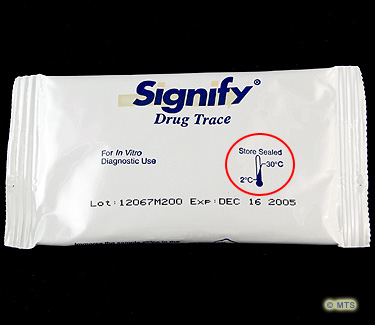 Signify®
Drug Trace
For In Vitro
Diagnostic Use
Store Sealed
30°C
2°C
Lot:12067M200 Exp:DEC 16 2005
© MTS